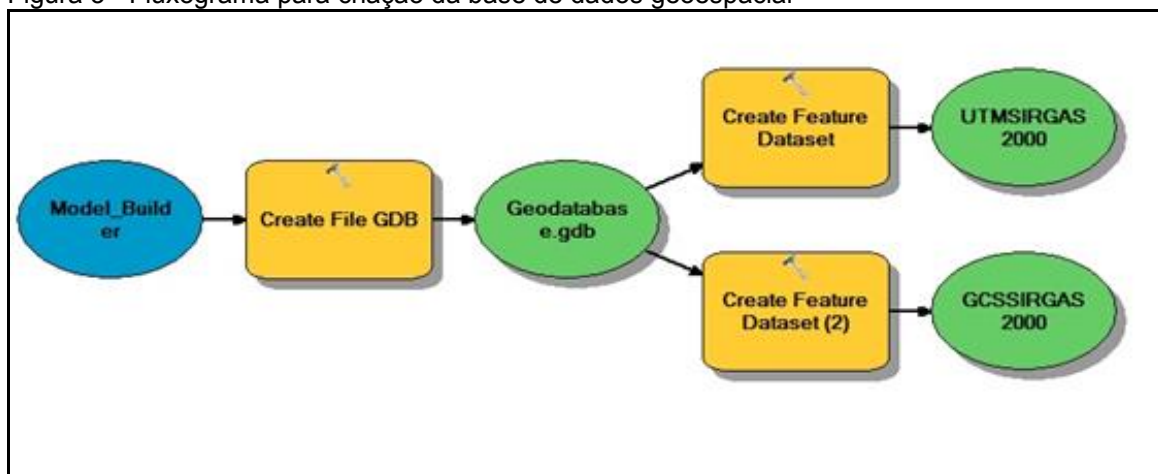 Figura 5 - Fluxograma para criação da base de dados geoespacial
Model_Build
er
Create File GDB
Geodatabas
e.gdb
Create Feature
Dataset
UTMSIRGAS
2000
Create Feature
Dataset (2)
GCSSIRGAS
2000